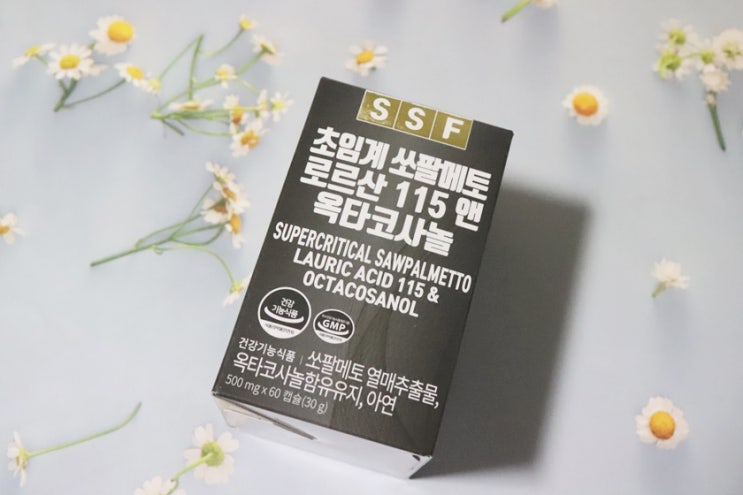 SSF
초임계 쏘팔메토
로르산 115 앤
옥타코사놀
SUPERCRITICAL SAWPALMETTO
LAURIC ACID 115 &
OCTACOSANOL
건강
기능식품
GMP
건강기능식품 | 쏘팔메토 열매추출물,
옥타코사놀함유유지, 아연
500 mg x 60 캡슐(30 g)